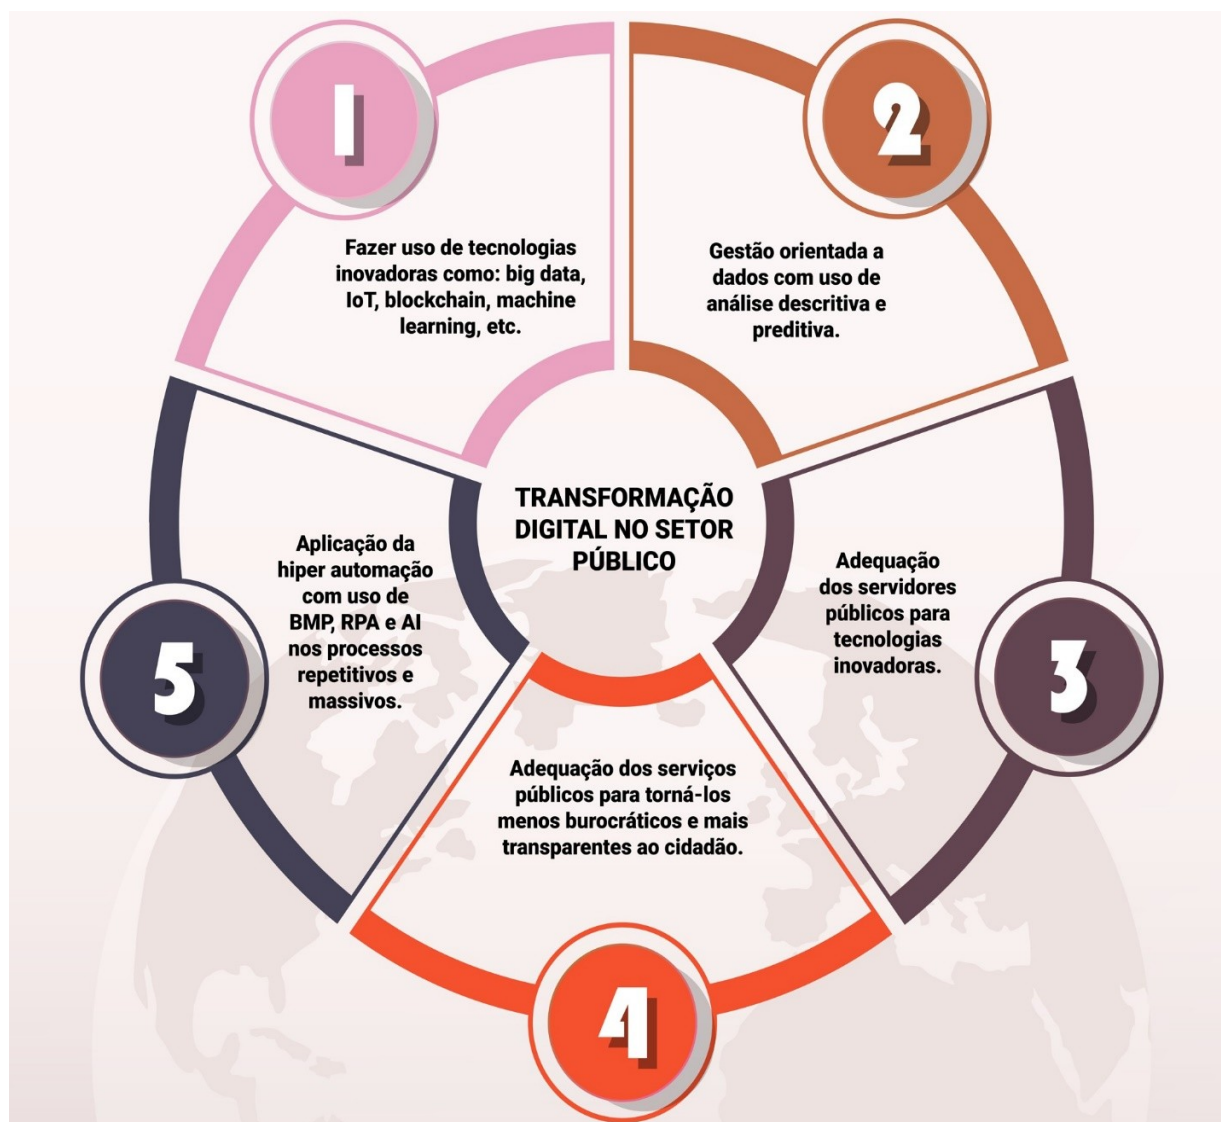 1
Fazer uso de tecnologias
inovadoras como: big data,
IoT, blockchain, machine
learning, etc.
2
Gestão orientada a
dados com uso de
análise descritiva e
preditiva.
TRANSFORMAÇÃO
DIGITAL NO SETOR
PÚBLICO
3
Adequação
dos servidores
públicos para
tecnologias
inovadoras.
4
Adequação dos serviços
públicos para torná-los
menos burocráticos e mais
transparentes ao cidadão.
5
Aplicação da
hiper automação
com uso de
BMP, RPA e AI
nos processos
repetitivos e
massivos.